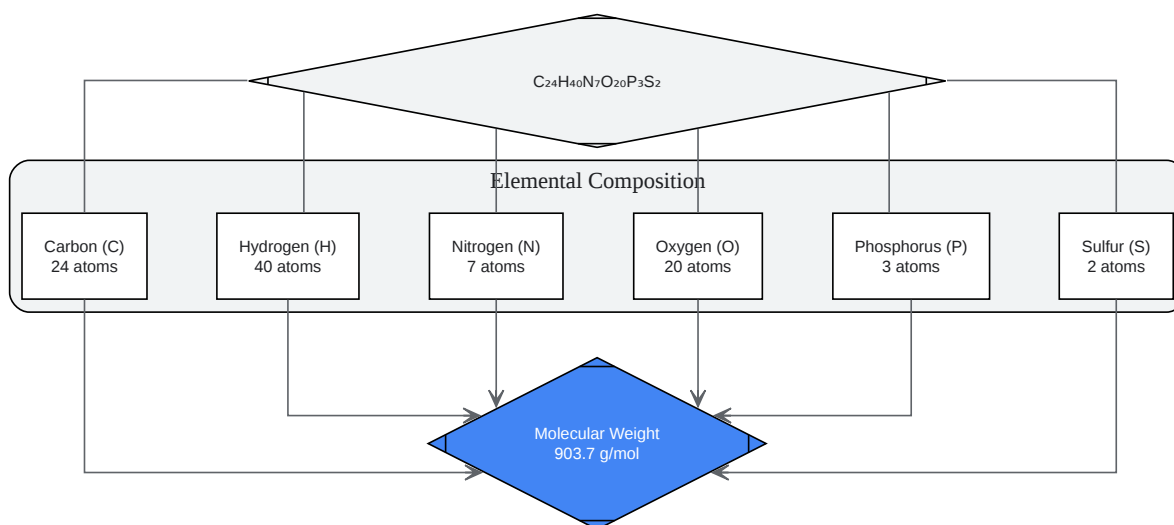 C₂₄H₄₀N₇O₂₀P₃S₂
Elemental Composition
Carbon (C)
24 atoms
Hydrogen (H)
40 atoms
Nitrogen (N)
7 atoms
Oxygen (O)
20 atoms
Phosphorus (P)
3 atoms
Sulfur (S)
2 atoms
Molecular Weight
903.7 g/mol